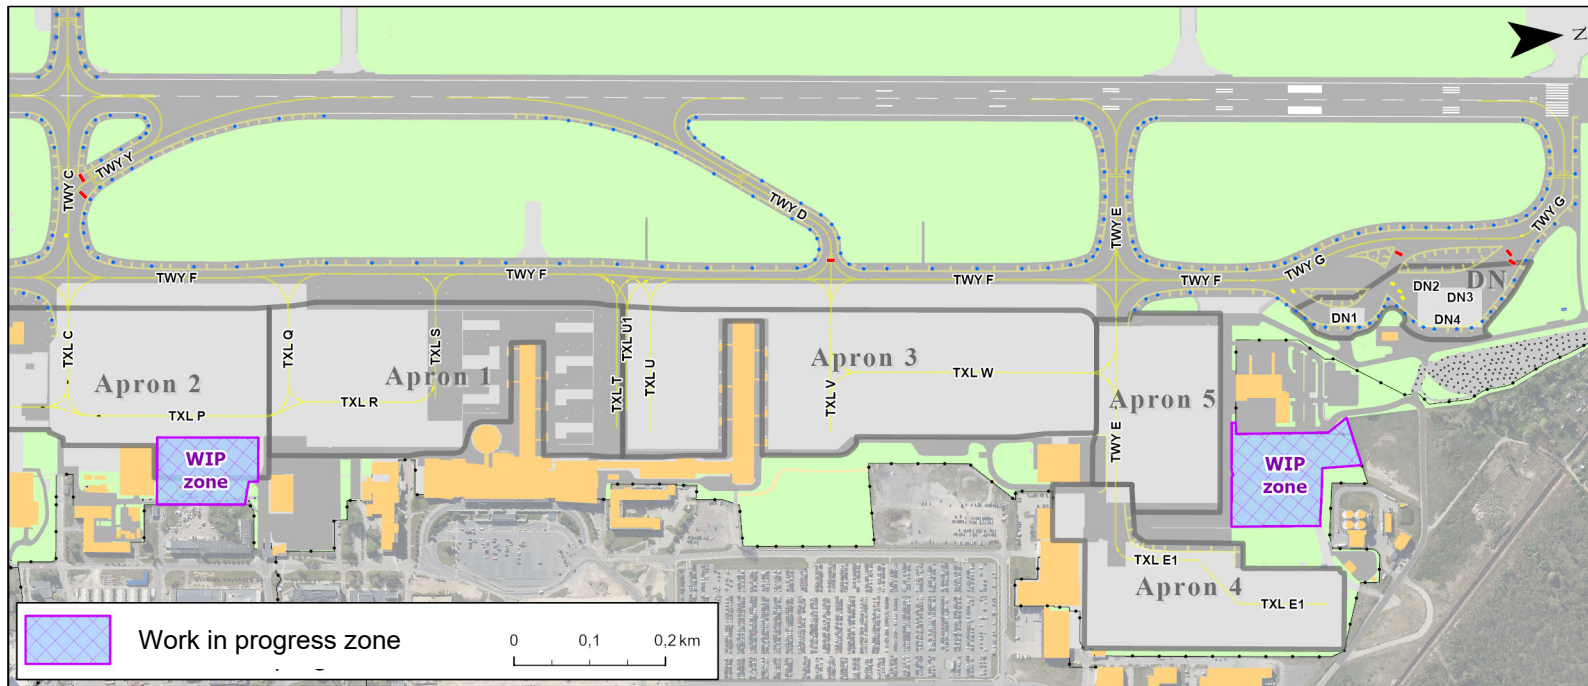 N
TWY Y
TWY C
TWY D
TWY E
TWY G
TWY F
TWY F
TWY F
TWY F
TWY G
DN
DN2
DN3
DN1
DN4
TXL C
TXL Q
TXL S
TXL T
TXL U1
TXL U
TXL V
TXL W
Apron 2
Apron 1
Apron 3
Apron 5
TXL P
TXL R
TWY E
WIP
zone
WIP
zone
TXL E1
Apron 4
TXL E1
Work in progress zone
0
0,1
0,2 km